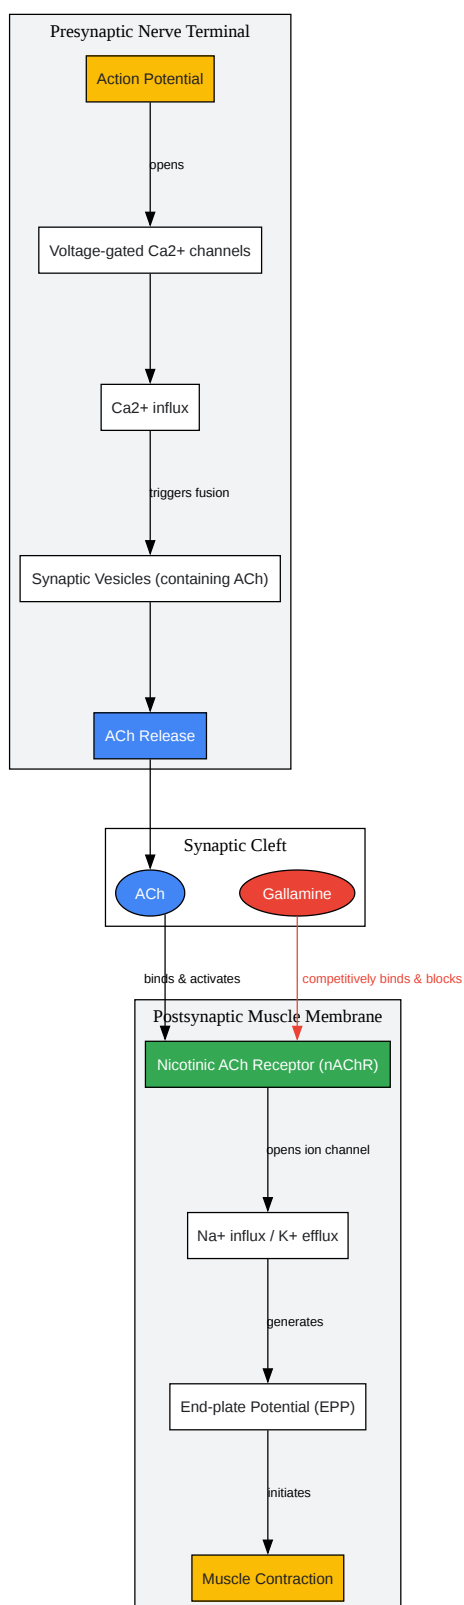 Presynaptic Nerve Terminal
Action Potential
opens
Voltage-gated Ca2+ channels
Ca2+ influx
triggers fusion
Synaptic Vesicles (containing ACh)
ACh Release
Synaptic Cleft
ACh
Gallamine
binds & activates
competitively binds & blocks
Postsynaptic Muscle Membrane
Nicotinic ACh Receptor (nAChR)
opens ion channel
Na+ influx / K+ efflux
generates
End-plate Potential (EPP)
initiates
Muscle Contraction